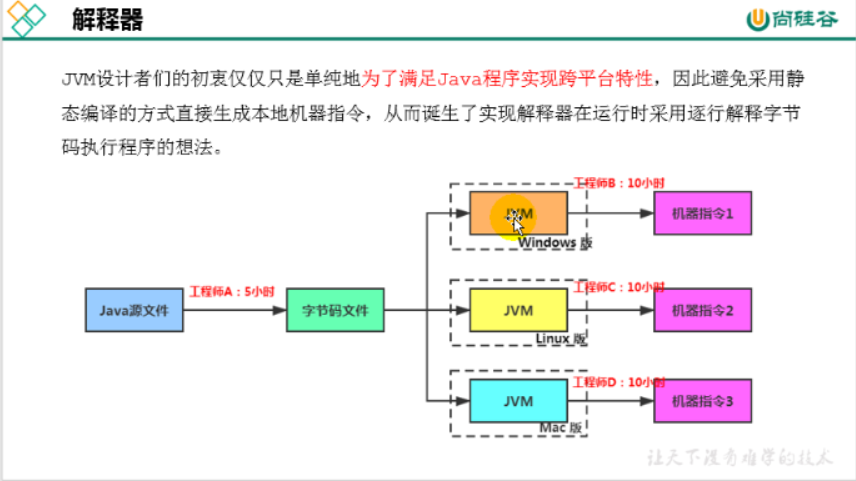 解释器
尚硅谷
JVM设计者们的初衷仅仅只是单纯地为了满足Java程序实现跨平台特性，因此避免采用静
态编译的方式直接生成本地机器指令，从而诞生了实现解释器在运行时采用逐行解释字节
码执行程序的想法。
工程师B：10小时
JVM
机器指令1
Windows 版
工程师A：5小时
工程师C：10小时
Java源文件
字节码文件
JVM
机器指令2
Linux 版
工程师D：10小时
JVM
机器指令3
Mac 版
让天下没有难学的技术